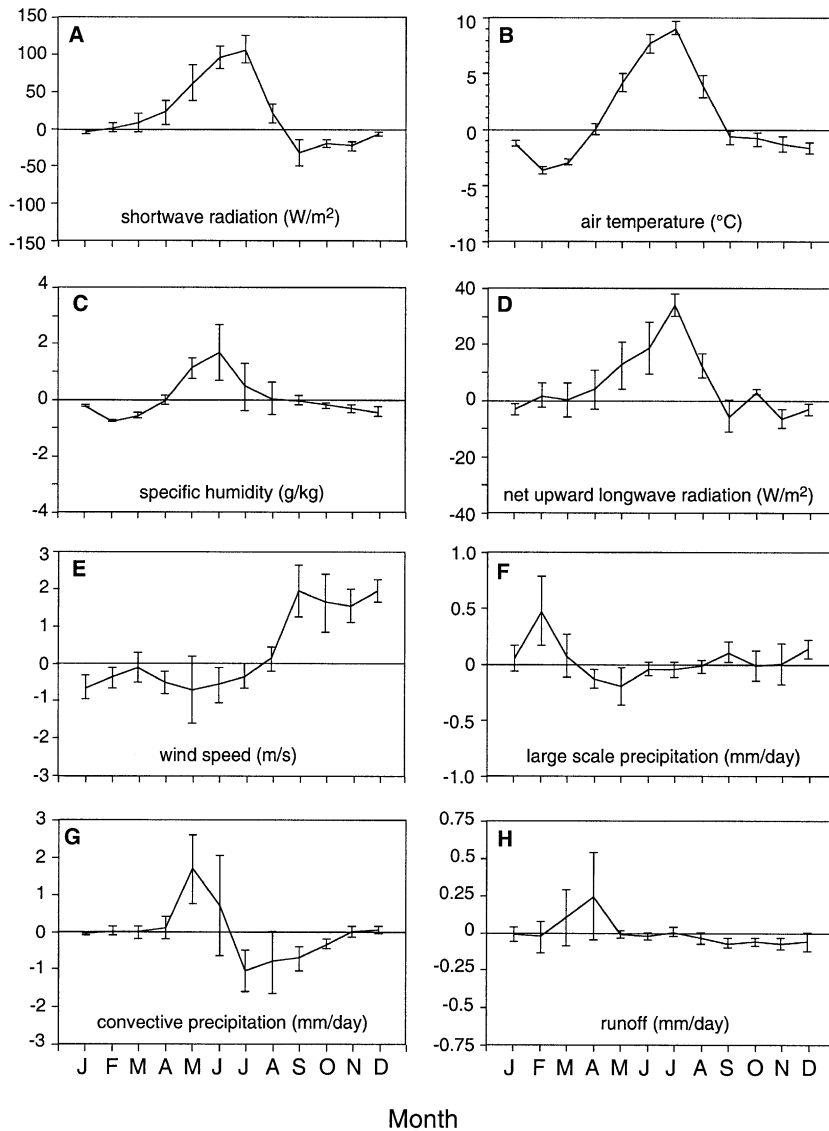 A
150
100
50
0
-50
-100
-150
shortwave radiation (W/m²)
B
10
5
0
-5
-10
air temperature (°C)
C
4
2
0
-2
-4
specific humidity (g/kg)
D
40
20
0
-20
-40
net upward longwave radiation (W/m²)
E
3
2
1
0
-1
-2
-3
wind speed (m/s)
F
1.0
0.5
0
-0.5
-1.0
large scale precipitation (mm/day)
G
3
2
1
0
-1
-2
-3
convective precipitation (mm/day)
J F M A M J J A S O N D
H
0.75
0.5
0.25
0
-0.25
-0.5
-0.75
runoff (mm/day)
J F M A M J J A S O N D
Month